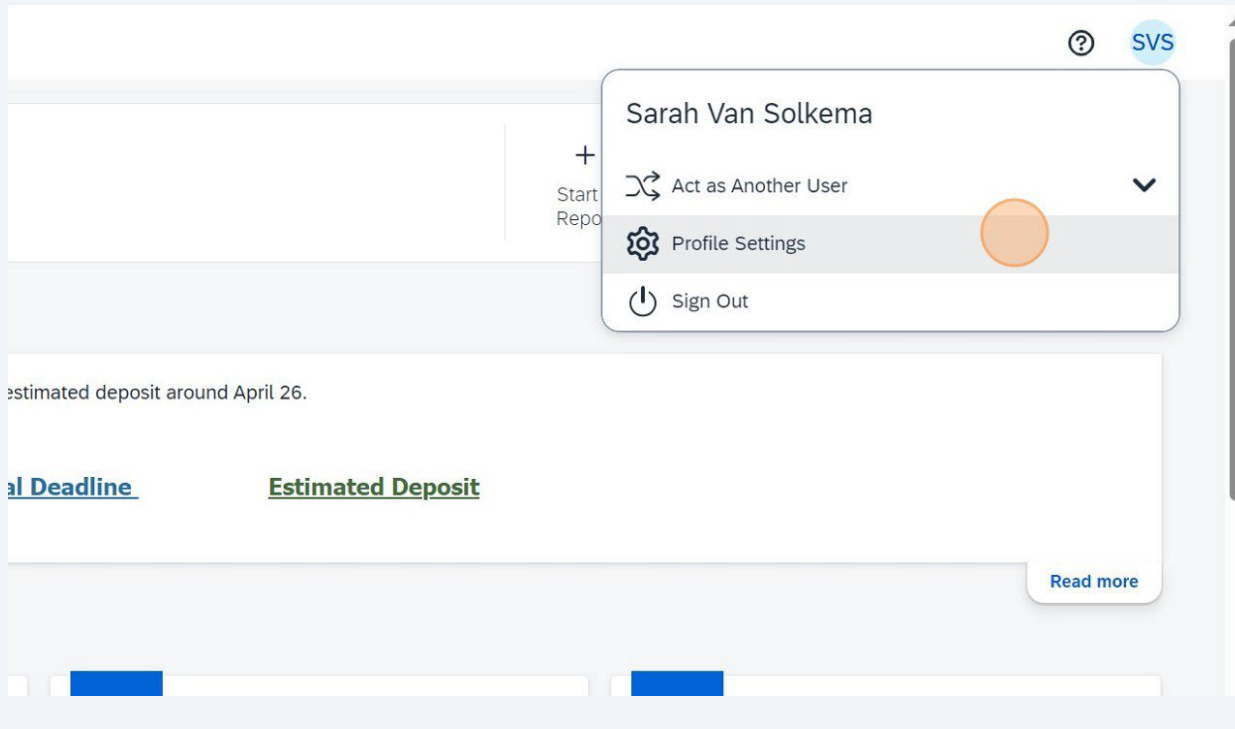 SVS
Sarah Van Solkema
Act as Another User
Start
Repo
Profile Settings
Sign Out
estimated deposit around April 26.
al Deadline
Estimated Deposit
Read more